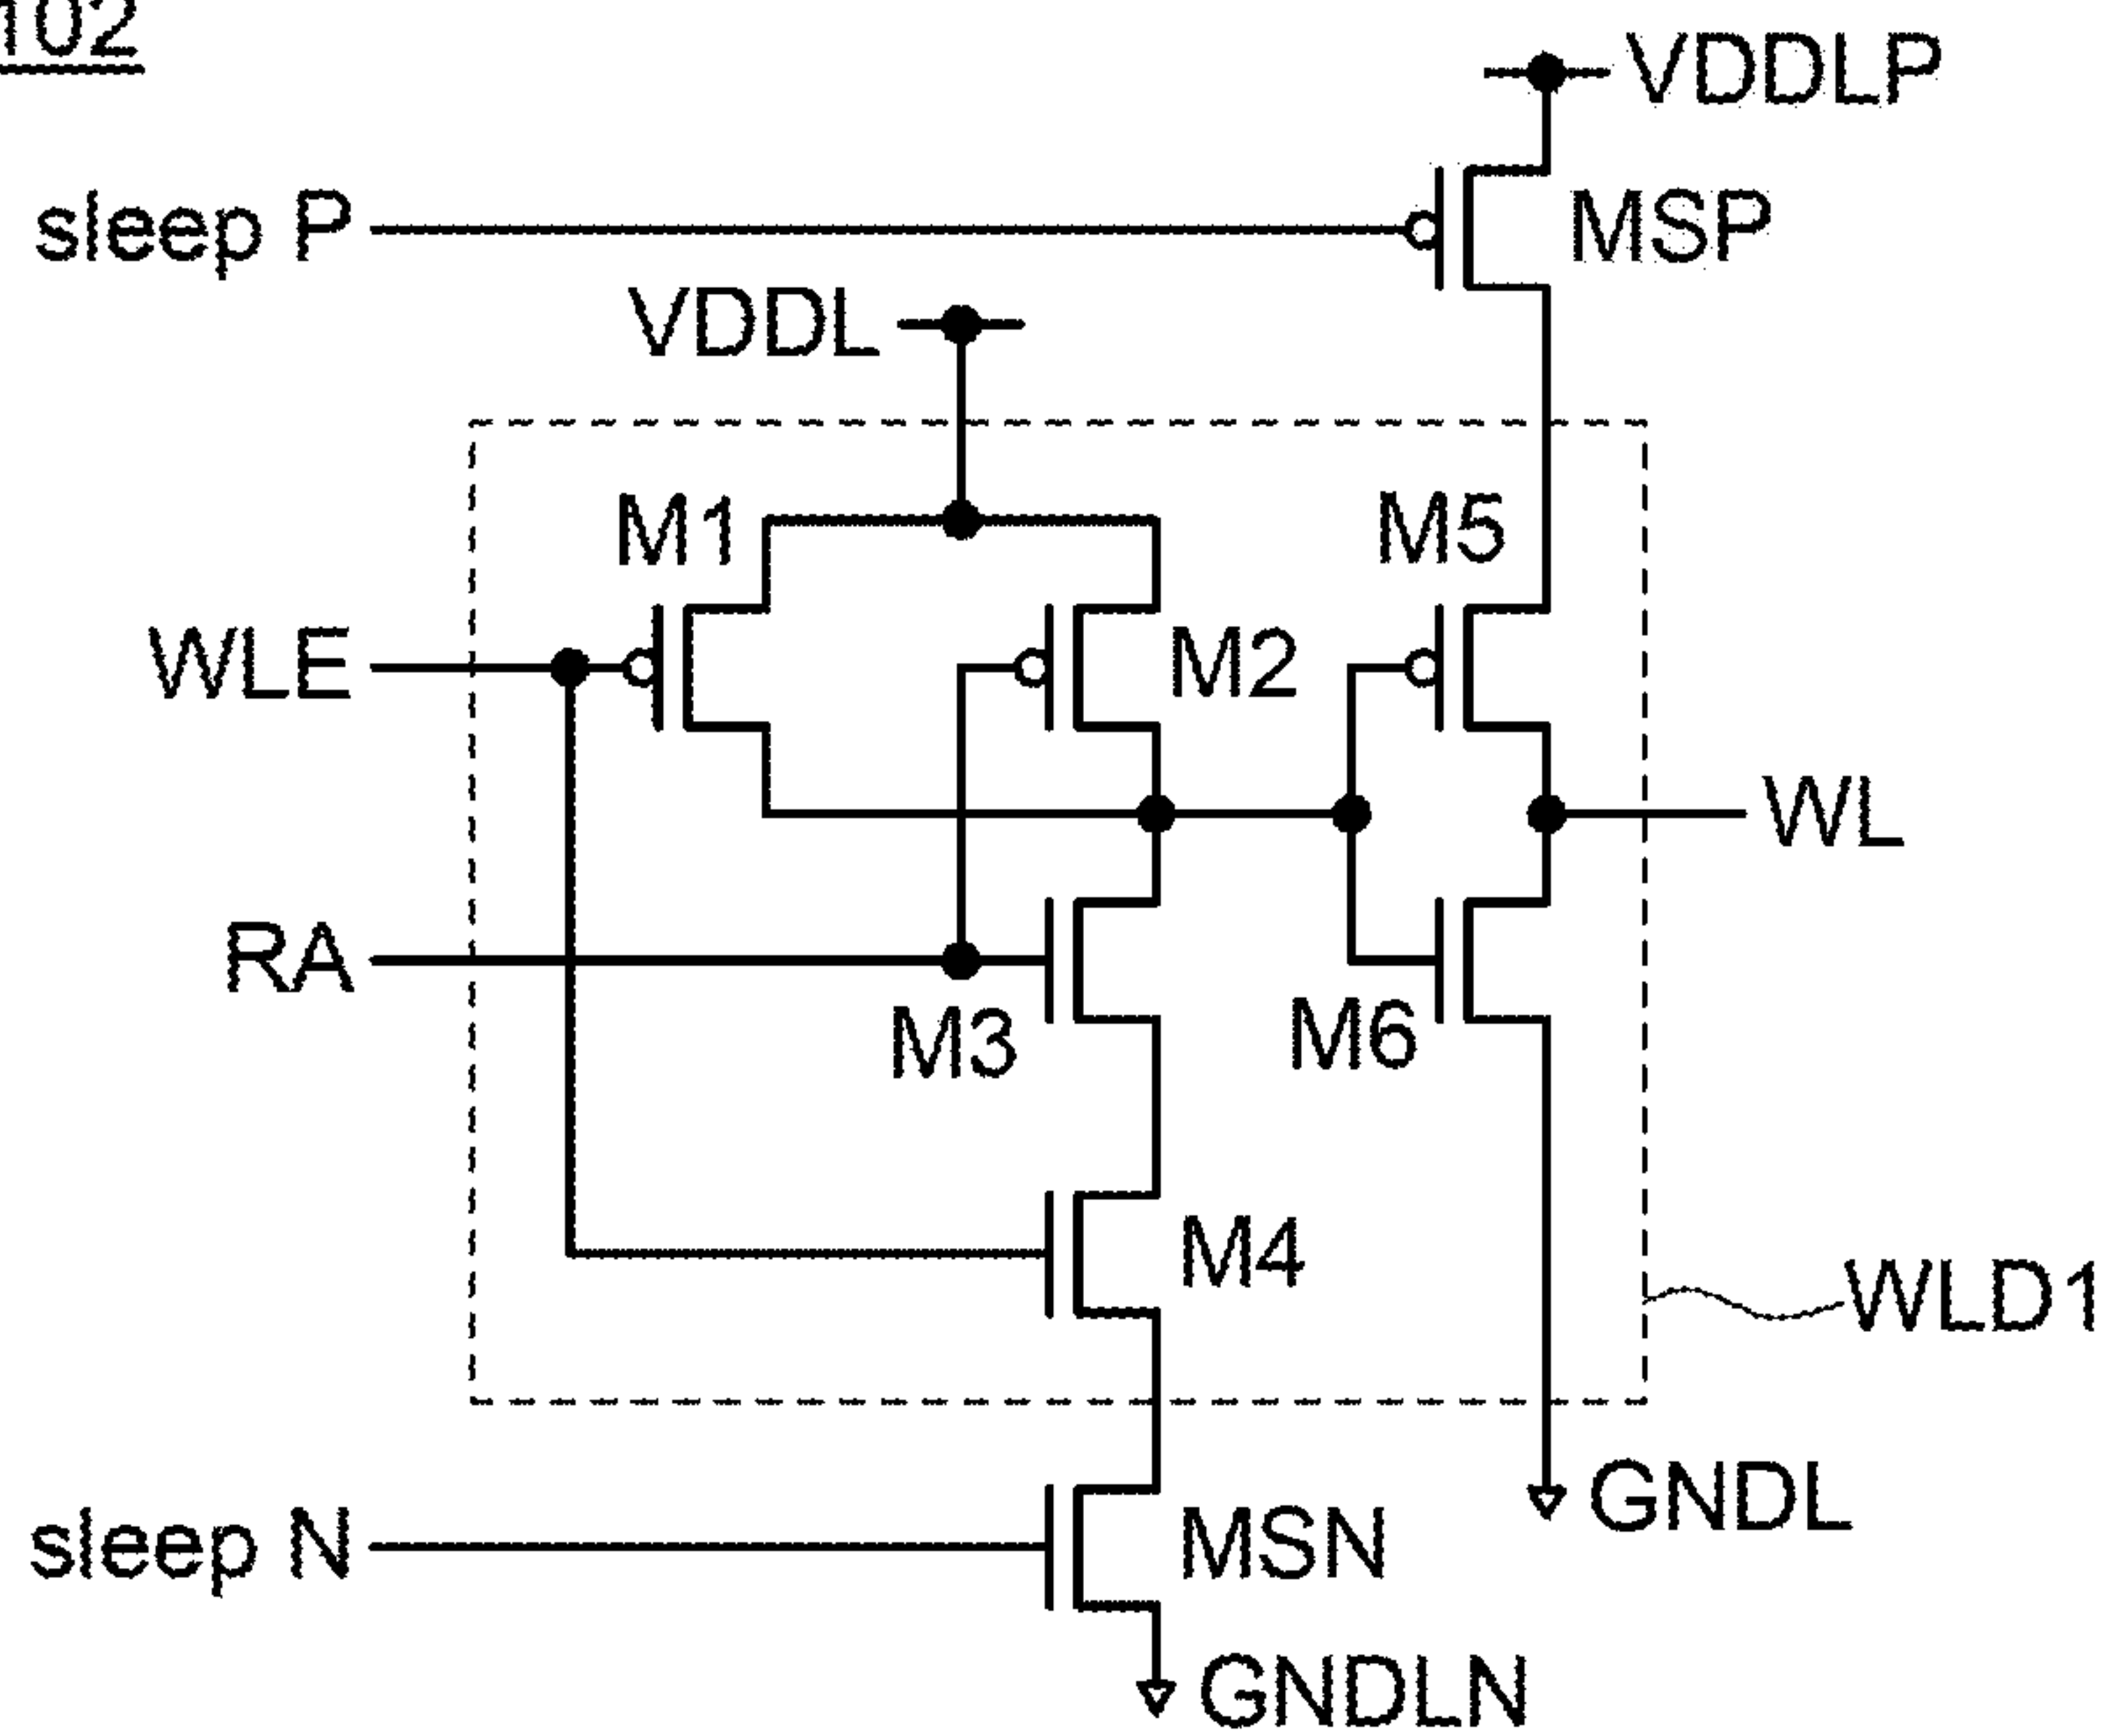 102
VDDLP
sleep P
MSP
VDDL
M1
M5
WLE
M2
WL
RA
M3
M6
M4
WLD1
GNDL
sleep N
MSN
GNDLN